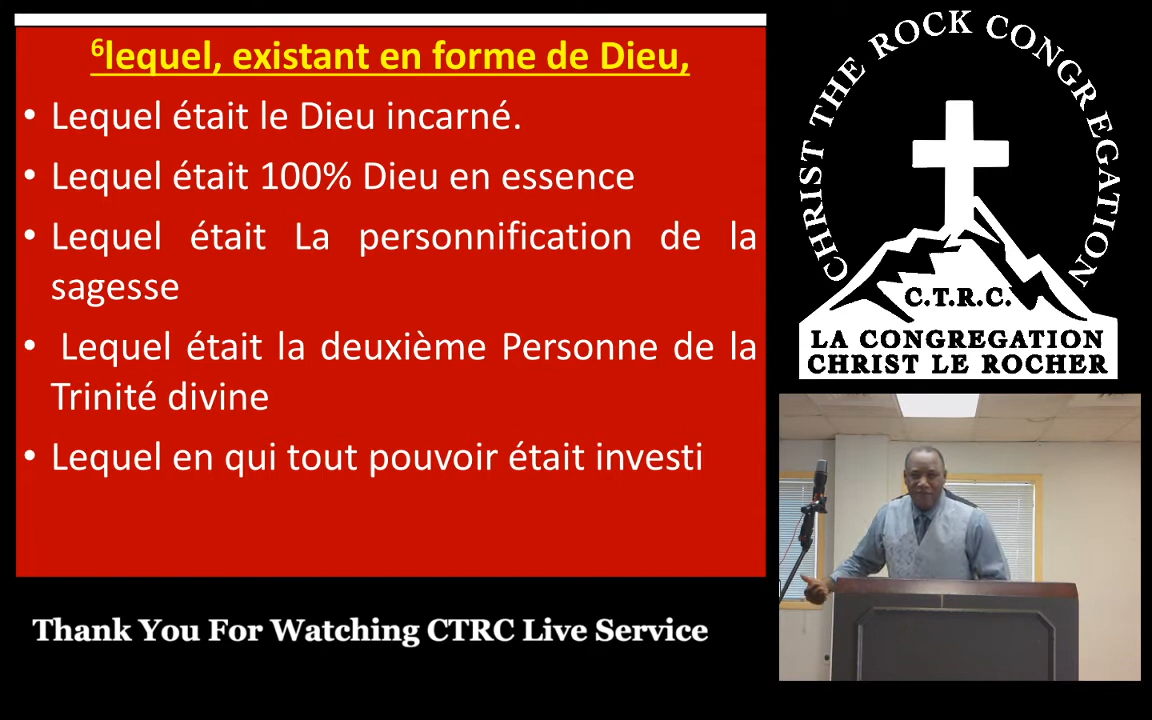 ⁶lequel, existant en forme de Dieu,
• Lequel était le Dieu incarné.
• Lequel était 100% Dieu en essence
• Lequel était La personnification de la
sagesse
• Lequel était la deuxième Personne de la
Trinité divine
• Lequel en qui tout pouvoir était investi
CHRIST THE ROCK CONGREGATION
C.T.R.C.
LA CONGREGATION
CHRIST LE ROCHER
Thank You For Watching CTRC Live Service